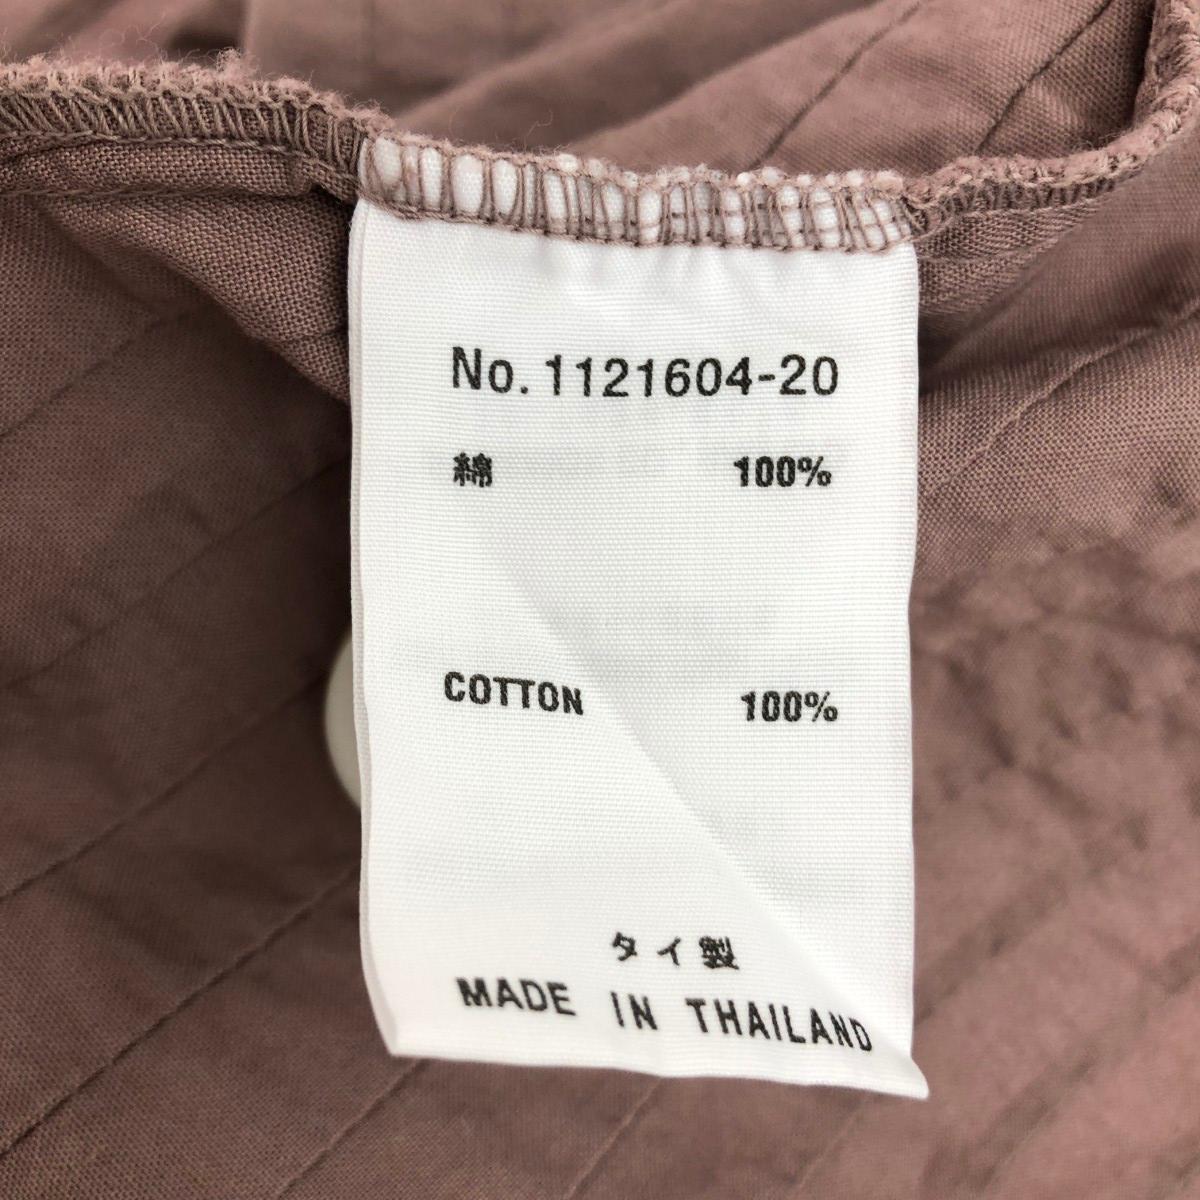 No. 1121604-20
綿 100%
COTTON 100%
タイ製
MADE IN THAILAND